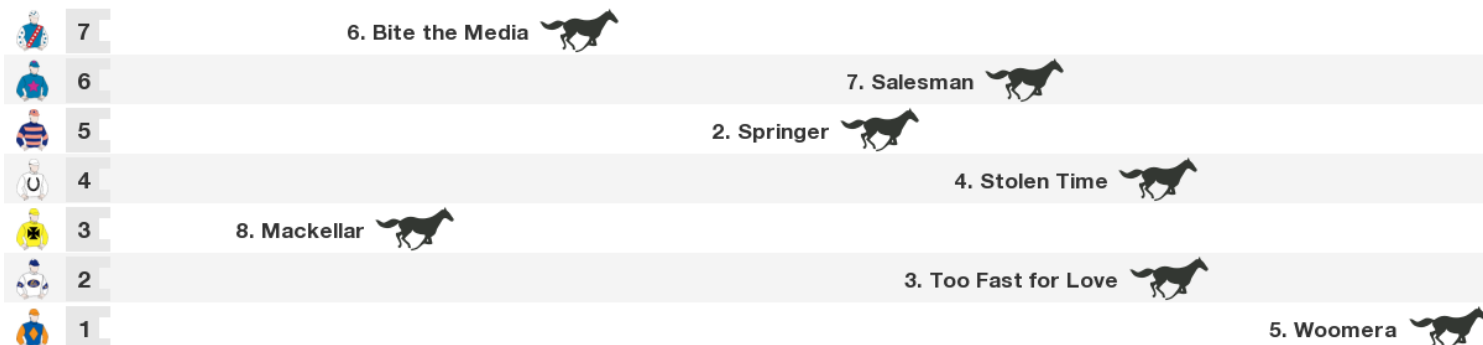 7 6. Bite the Media
6 7. Salesman
5 2. Springer
4 4. Stolen Time
3 8. Mackellar
2 3. Too Fast for Love
1 5. Woomera